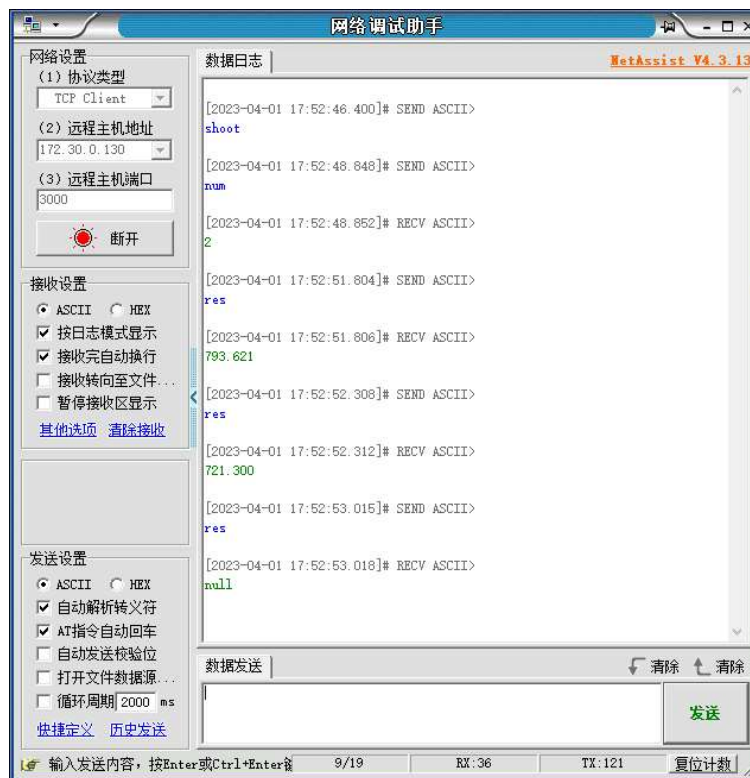 网络调试助手
网络设置
(1) 协议类型
TCP Client
(2) 远程主机地址
172.30.0.130
(3) 远程主机端口
3000
断开
接收设置
ASCII HEX
按日志模式显示
接收完自动换行
接收转向至文件...
暂停接收区显示
其他选项 清除接收
发送设置
ASCII HEX
自动解析转义符
AT指令自动回车
自动发送校验位
打开文件数据源...
循环周期 2000 ms
快捷定义 历史发送
数据日志 NetAssist V4.3.13
[2023-04-01 17:52:46.400]# SEND ASCII>
shoot
[2023-04-01 17:52:48.848]# SEND ASCII>
num
[2023-04-01 17:52:48.852]# RECV ASCII>
2
[2023-04-01 17:52:51.804]# SEND ASCII>
res
[2023-04-01 17:52:51.806]# RECV ASCII>
793.621
[2023-04-01 17:52:52.308]# SEND ASCII>
res
[2023-04-01 17:52:52.312]# RECV ASCII>
721.300
[2023-04-01 17:52:53.015]# SEND ASCII>
res
[2023-04-01 17:52:53.018]# RECV ASCII>
null
数据发送 清除 清除
发送
输入发送内容，按Enter或Ctrl+Enter 9/19 RX:36 TX:121 复位计数